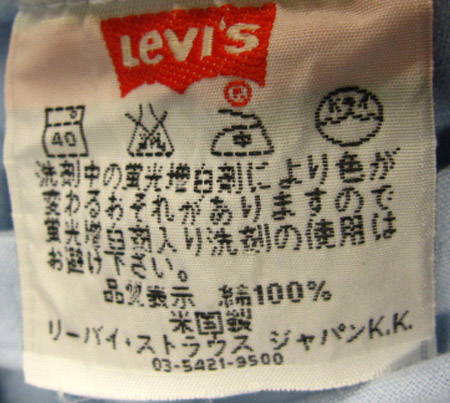 Levi's
®
40 中 ドライ
洗剤中の蛍光増白剤により色が
変わるおそれがありますので
蛍光増白剤入り洗剤の使用は
お避け下さい。
品質表示 綿100%
米国製
リーバイ・ストラウス ジャパンK.K.
03-5421-9500